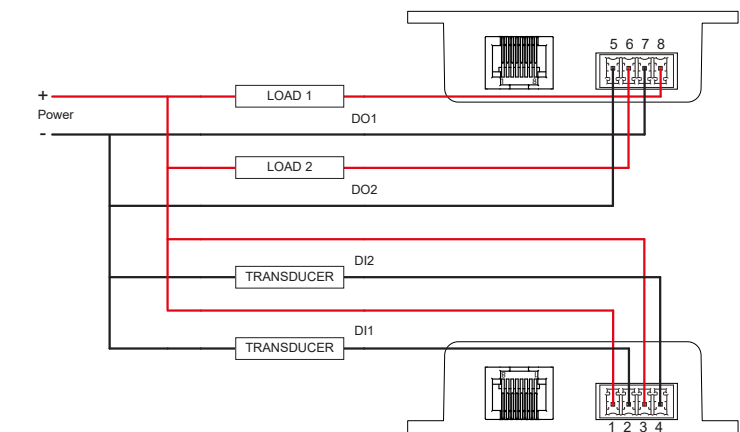 5 6 7 8
+
LOAD 1
Power
DO1
-
LOAD 2
DO2
DI2
TRANSDUCER
DI1
TRANSDUCER
1 2 3 4